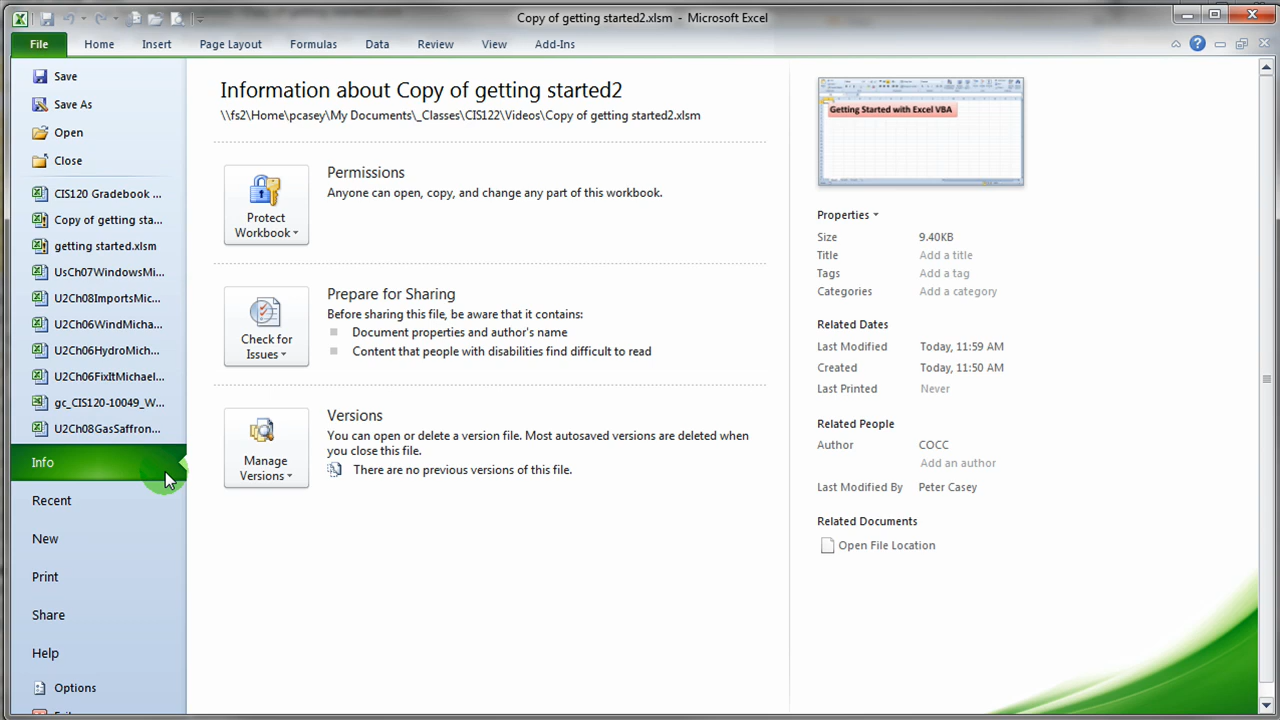 Copy of getting started2.xlsm - Microsoft Excel
File Home Insert Page Layout Formulas Data Review View Add-Ins
Save
Save As
Open
Close
CIS120 Gradebook ...
Copy of getting sta...
getting started.xlsm
UsCh07WindowsMi...
U2Ch08ImportsMic...
U2Ch06WindMicha...
U2Ch06HydroMich...
U2Ch06FixItMichael...
gc_CIS120-10049_W...
U2Ch08GasSaffron...
Info
Recent
New
Print
Share
Help
Options
Information about Copy of getting started2
\\fs2\Home\pcasey\My Documents\_Classes\CIS122\Videos\Copy of getting started2.xlsm
Protect
Workbook
Permissions
Anyone can open, copy, and change any part of this workbook.
Check for
Issues
Prepare for Sharing
Before sharing this file, be aware that it contains:
Document properties and author's name
Content that people with disabilities find difficult to read
Manage
Versions
Versions
You can open or delete a version file. Most autosaved versions are deleted when
you close this file.
There are no previous versions of this file.
Getting Started with Excel VBA
Properties
Size 9.40KB
Title Add a title
Tags Add a tag
Categories Add a category
Related Dates
Last Modified Today, 11:59 AM
Created Today, 11:50 AM
Last Printed Never
Related People
Author COCC
Add an author
Last Modified By Peter Casey
Related Documents
Open File Location